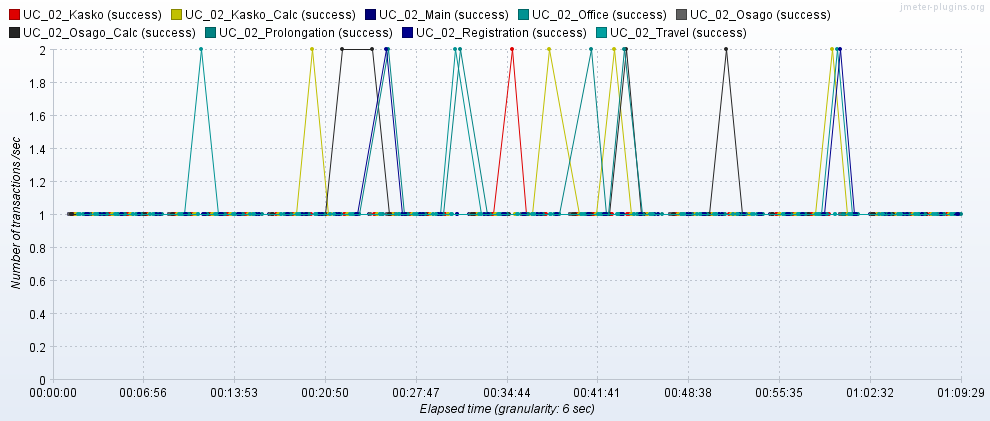 jmeter-plugins.org
UC_02_Kasko (success) UC_02_Kasko_Calc (success) UC_02_Main (success) UC_02_Office (success) UC_02_Osago (success)
UC_02_Osago_Calc (success) UC_02_Prolongation (success) UC_02_Registration (success) UC_02_Travel (success)
Number of transactions /sec
2
1.8
1.6
1.4
1.2
1
0.8
0.6
0.4
0.2
0
00:00:00 00:06:56 00:13:53 00:20:50 00:27:47 00:34:44 00:41:41 00:48:38 00:55:35 01:02:32 01:09:29
Elapsed time (granularity: 6 sec)